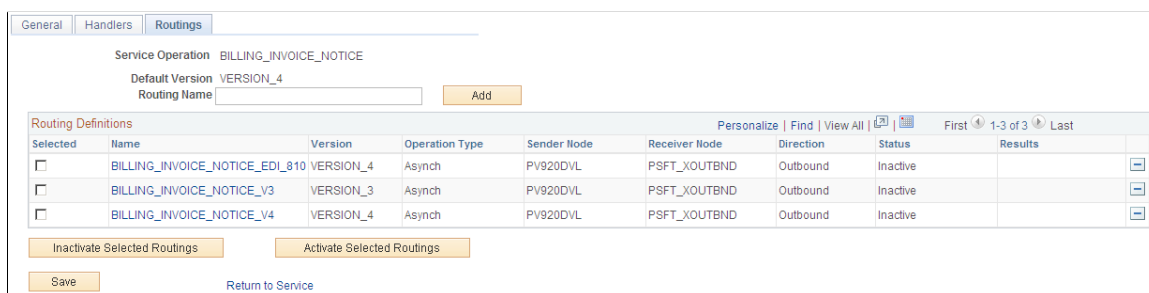 General Handlers Routings
Service Operation BILLING_INVOICE_NOTICE
Default Version VERSION_4
Routing Name Add
Routing Definitions Personalize | Find | View All | | First 1-3 of 3 Last
Selected Name Version Operation Type Sender Node Receiver Node Direction Status Results
BILLING_INVOICE_NOTICE_EDI_810 VERSION_4 Asynch PV920DVL PSFT_XOUTBND Outbound Inactive
BILLING_INVOICE_NOTICE_V3 VERSION_3 Asynch PV920DVL PSFT_XOUTBND Outbound Inactive
BILLING_INVOICE_NOTICE_V4 VERSION_4 Asynch PV920DVL PSFT_XOUTBND Outbound Inactive
Inactivate Selected Routings Activate Selected Routings
Save Return to Service